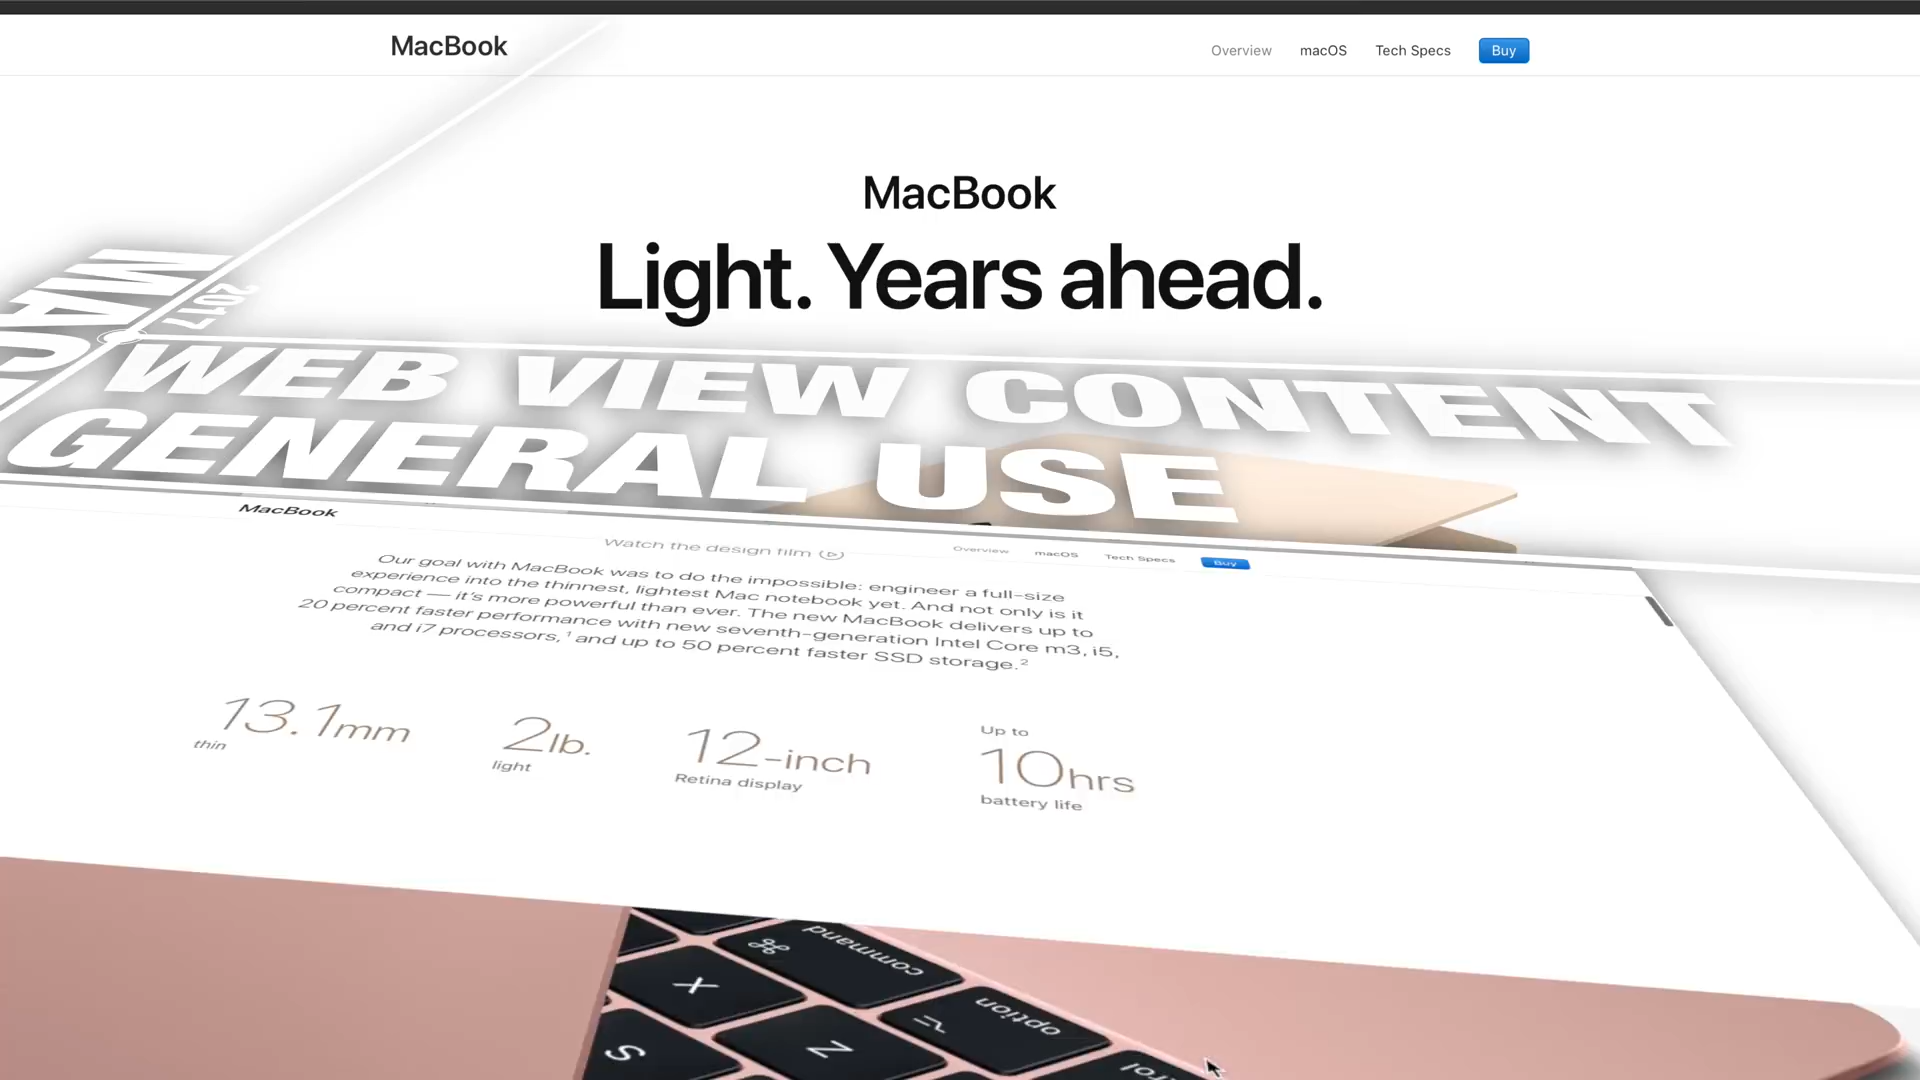 MacBook
Overview macOS Tech Specs Buy
MacBook
Light. Years ahead.
2017
WEB VIEW CONTENT
GENERAL USE
MacBook
Overview macOS Tech Specs Buy
Watch the design film
Our goal with MacBook was to do the impossible: engineer a full-size
experience into the thinnest, lightest Mac notebook yet. And not only is it
compact — it's more powerful than ever. The new MacBook delivers up to
20 percent faster performance with new seventh-generation Intel Core m3, i5,
and i7 processors,¹ and up to 50 percent faster SSD storage.²
13.1mm
thin
2lb.
light
12-inch
Retina display
Up to
10hrs
battery life
⌘ command
X
option
Z
S